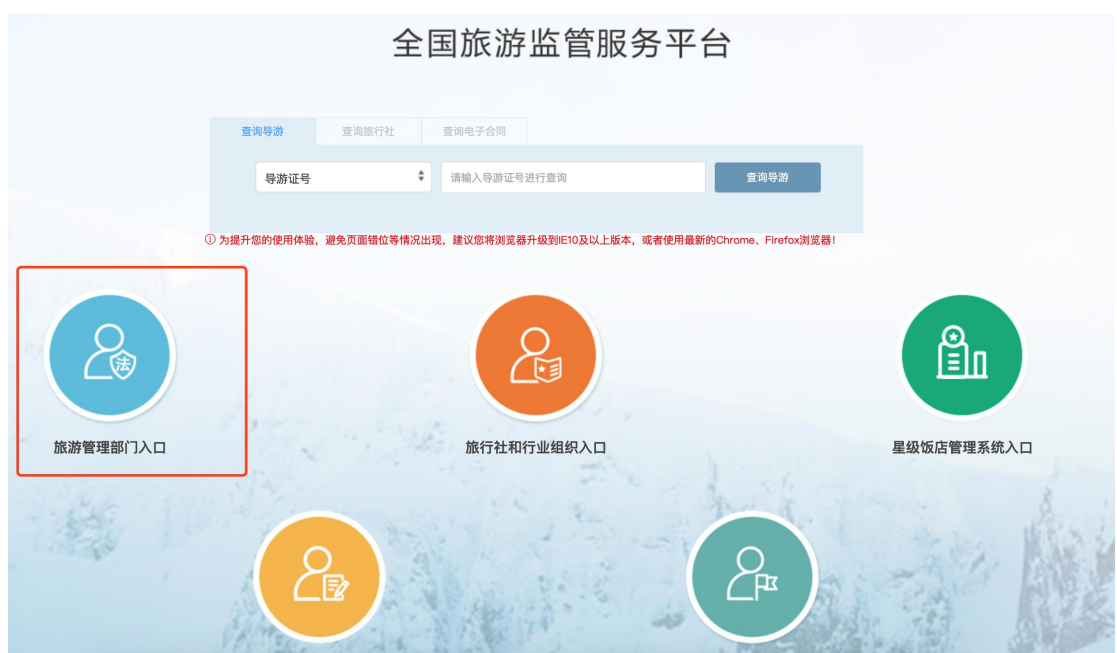 全国旅游监管服务平台
查询导游 查询旅行社 查询电子合同
导游证号 请输入导游证号进行查询 查询导游
为提升您的使用体验，避免页面错位等情况出现，建议您将浏览器升级到IE10及以上版本，或者使用最新的Chrome、Firefox浏览器！
法
旅游管理部门入口 旅行社和行业组织入口 星级饭店管理系统入口